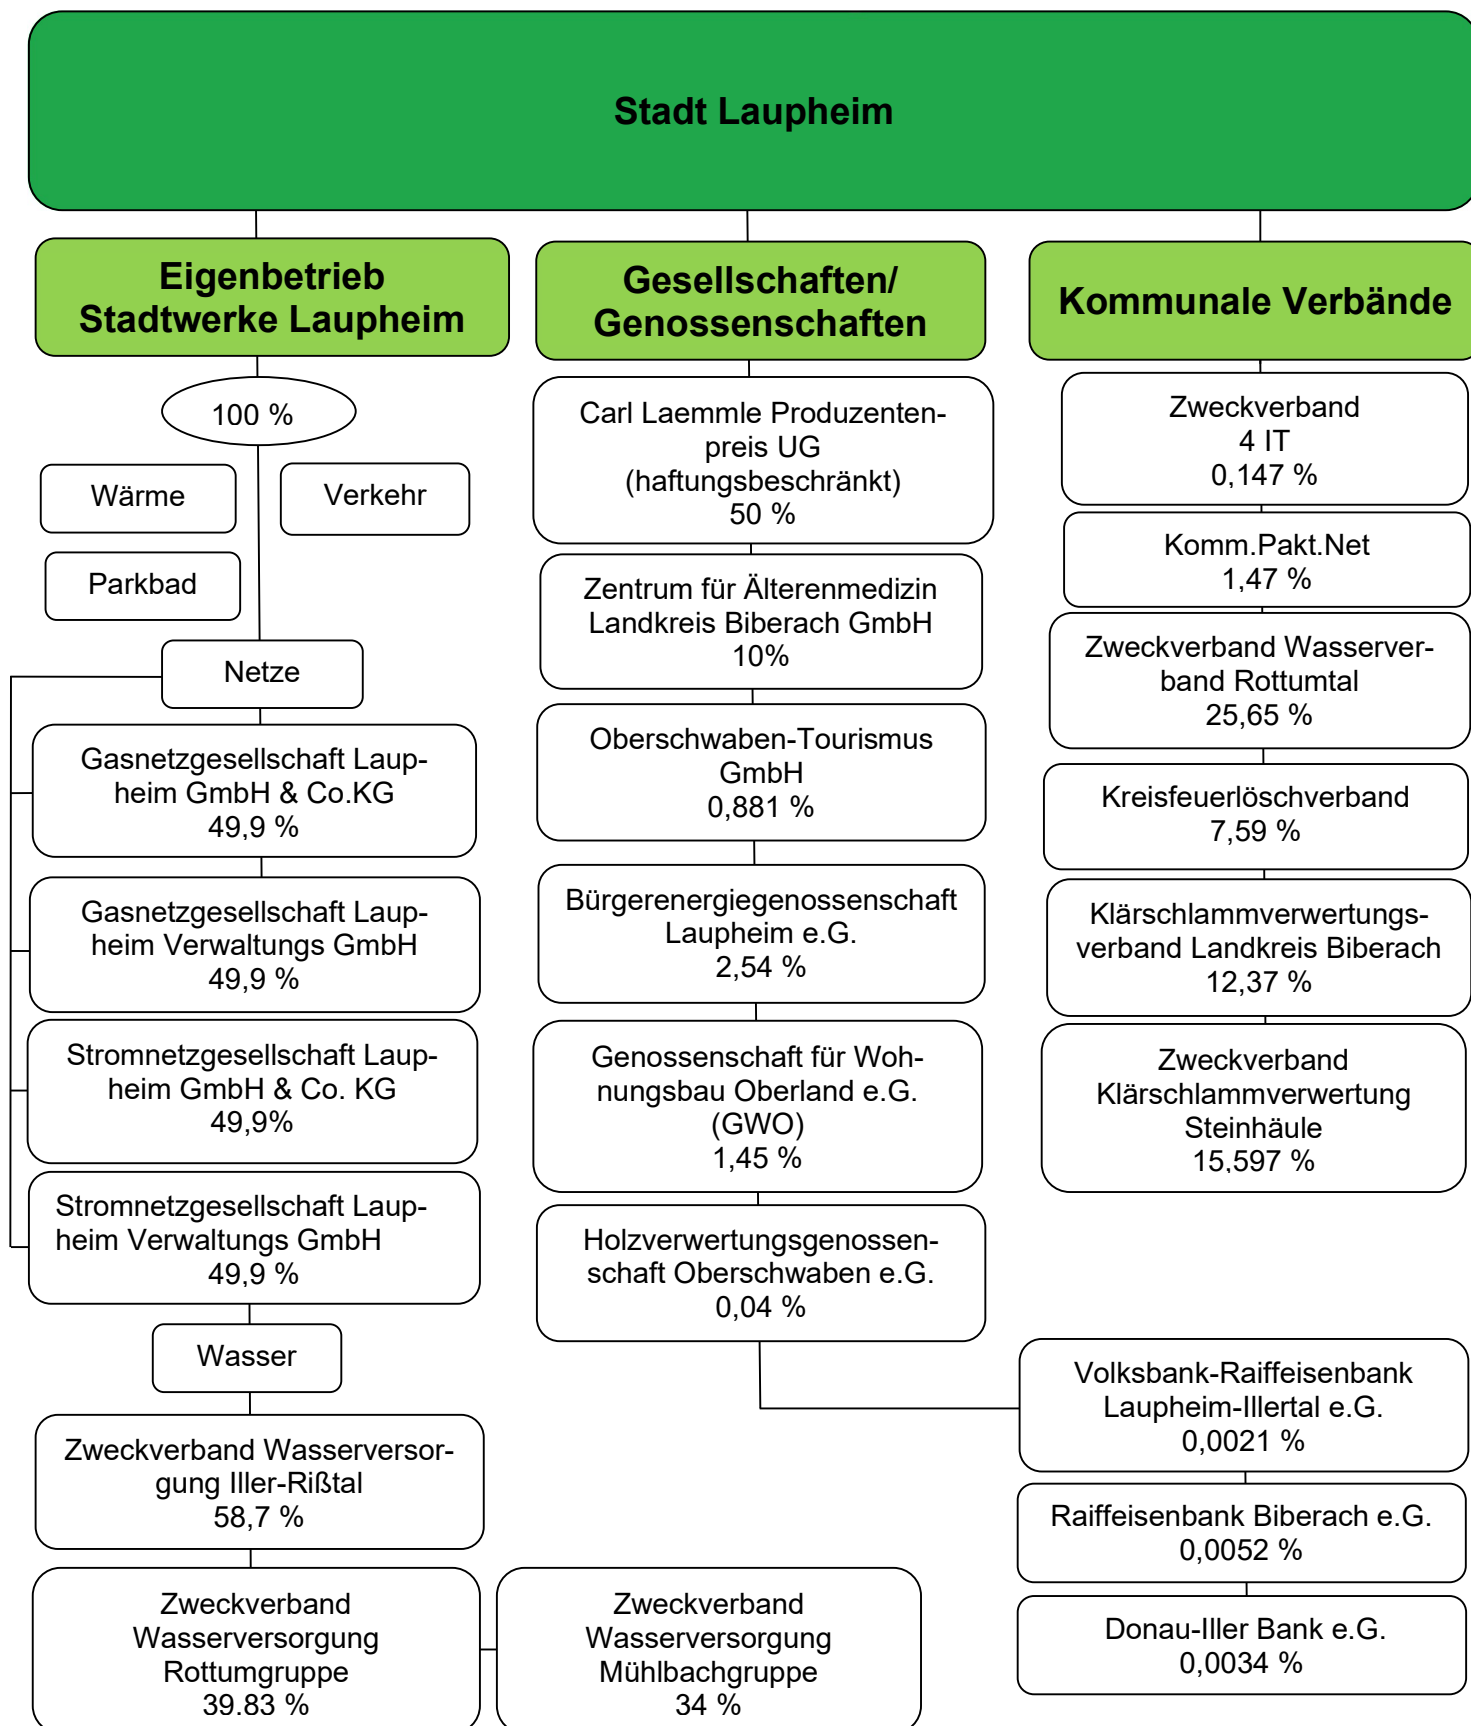 Stadt Laupheim
Eigenbetrieb
Stadtwerke Laupheim
100 %
Wärme
Verkehr
Parkbad
Netze
Gasnetzgesellschaft Laup-
heim GmbH & Co.KG
49,9 %
Gasnetzgesellschaft Laup-
heim Verwaltungs GmbH
49,9 %
Stromnetzgesellschaft Laup-
heim GmbH & Co. KG
49,9%
Stromnetzgesellschaft Laup-
heim Verwaltungs GmbH
49,9 %
Wasser
Zweckverband Wasserversor-
gung Iller-Rißtal
58,7 %
Zweckverband
Wasserversorgung
Rottumgruppe
39.83 %
Zweckverband
Wasserversorgung
Mühlbachgruppe
34 %
Gesellschaften/
Genossenschaften
Carl Laemmle Produzenten-
preis UG
(haftungsbeschränkt)
50 %
Zentrum für Älterenmedizin
Landkreis Biberach GmbH
10%
Oberschwaben-Tourismus
GmbH
0,881 %
Bürgerenergiegenossenschaft
Laupheim e.G.
2,54 %
Genossenschaft für Woh-
nungsbau Oberland e.G.
(GWO)
1,45 %
Holzverwertungsgenossen-
schaft Oberschwaben e.G.
0,04 %
Volksbank-Raiffeisenbank
Laupheim-Illertal e.G.
0,0021 %
Raiffeisenbank Biberach e.G.
0,0052 %
Donau-Iller Bank e.G.
0,0034 %
Kommunale Verbände
Zweckverband
4 IT
0,147 %
Komm.Pakt.Net
1,47 %
Zweckverband Wasserver-
band Rottumtal
25,65 %
Kreisfeuerlöschverband
7,59 %
Klärschlammverwertungs-
verband Landkreis Biberach
12,37 %
Zweckverband
Klärschlammverwertung
Steinhäule
15,597 %